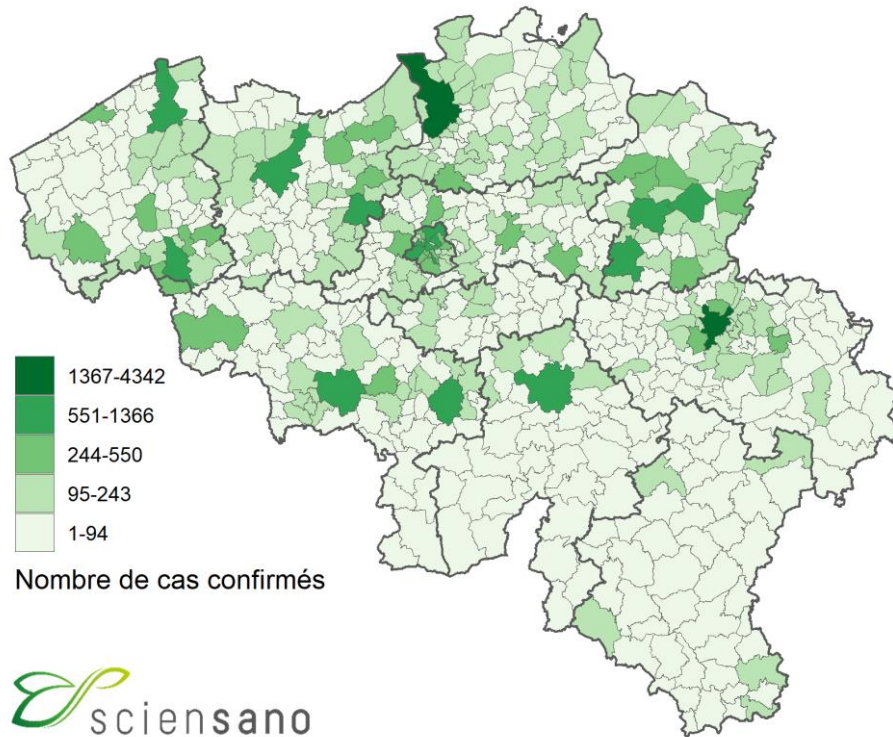 1367-4342
551-1366
244-550
95-243
1-94
Nombre de cas confirmés
sciensano